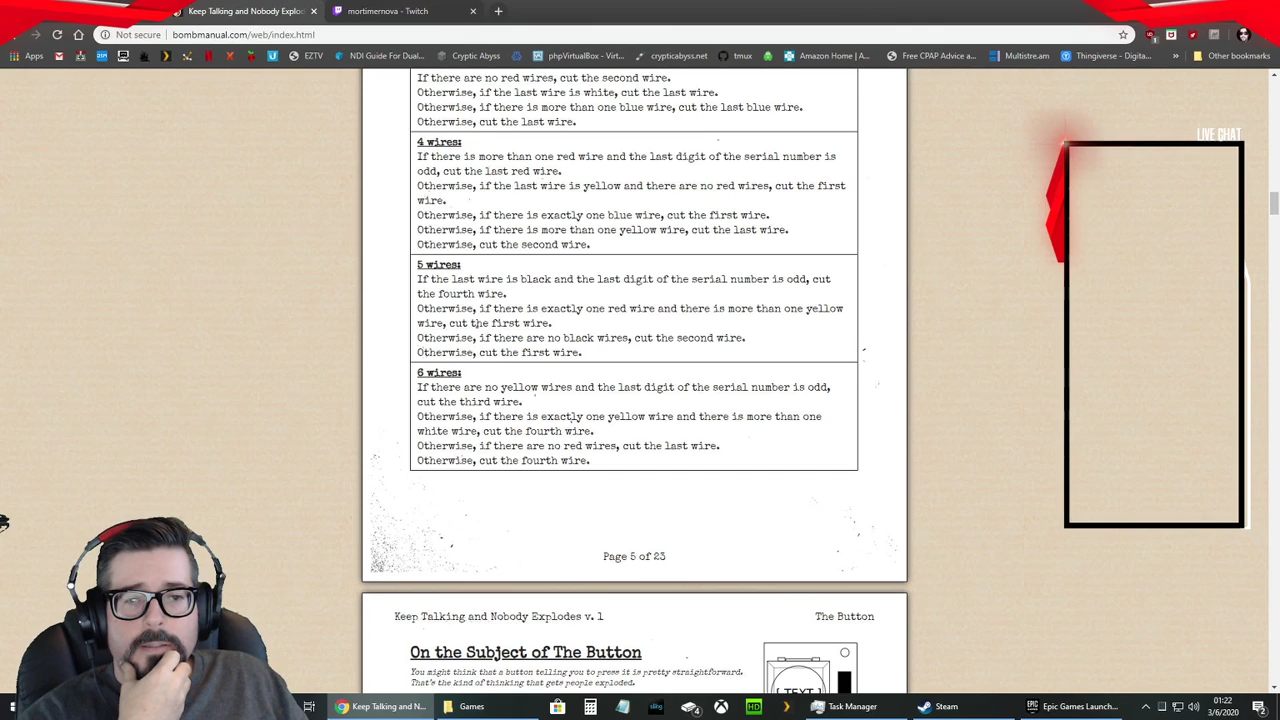 Keep Talking and Nobody Explod
mortimernova - Twitch
Not secure
bombmanual.com/web/index.html
Apps
EZTV
NDI Guide For Dual...
Cryptic Abyss
phpVirtualBox - Virt...
crypticabyss.net
tmux
Amazon Home | A...
Free CPAP Advice a...
Multistre.am
Thingiverse - Digita...
Other bookmarks
If there are no red wires, cut the second wire.
Otherwise, if the last wire is white, cut the last wire.
Otherwise, if there is more than one blue wire, cut the last blue wire.
Otherwise, cut the last wire.
4 wires:
If there is more than one red wire and the last digit of the serial number is
odd, cut the last red wire.
Otherwise, if the last wire is yellow and there are no red wires, cut the first
wire.
Otherwise, if there is exactly one blue wire, cut the first wire.
Otherwise, if there is more than one yellow wire, cut the last wire.
Otherwise, cut the second wire.
5 wires:
If the last wire is black and the last digit of the serial number is odd, cut
the fourth wire.
Otherwise, if there is exactly one red wire and there is more than one yellow
wire, cut the first wire.
Otherwise, if there are no black wires, cut the second wire.
Otherwise, cut the first wire.
6 wires:
If there are no yellow wires and the last digit of the serial number is odd,
cut the third wire.
Otherwise, if there is exactly one yellow wire and there is more than one
white wire, cut the fourth wire.
Otherwise, if there are no red wires, cut the last wire.
Otherwise, cut the fourth wire.
Page 5 of 23
Keep Talking and Nobody Explodes v. 1
The Button
On the Subject of The Button
You might think that a button telling you to press it is pretty straightforward.
That's the kind of thinking that gets people exploded.
[TEXT]
LIVE CHAT
Keep Talking and N...
Games
Task Manager
Steam
Epic Games Launch...
01:22
3/6/2020